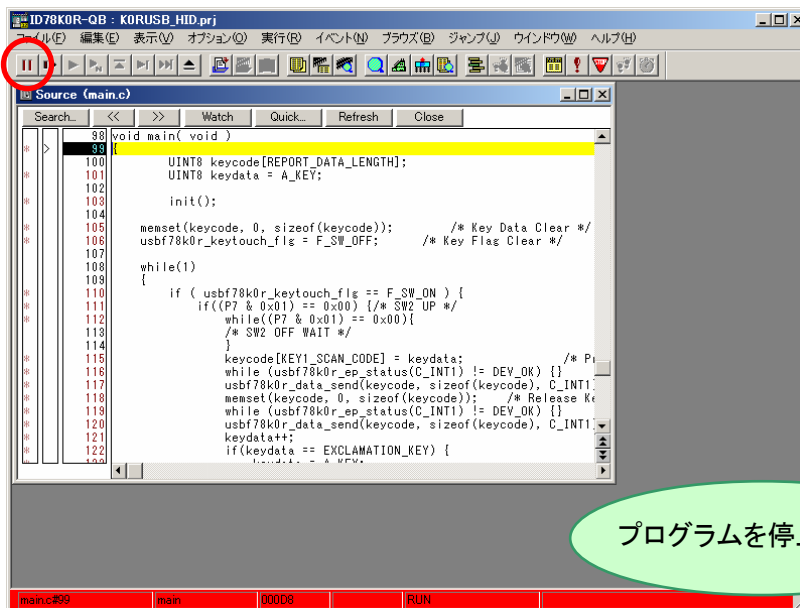 ID78K0R-QB : K0RUSB_HID.prj
ファイル(F) 編集(E) 表示(V) オプション(O) 実行(R) イベント(N) ブラウズ(B) ジャンプ(J) ウインドウ(W) ヘルプ(H)
Source (main.c)
Search... << >> Watch Quick... Refresh Close
98 void main( void )
* > 99 {
100 UINT8 keycode[REPORT_DATA_LENGTH];
* 101 UINT8 keydata = A_KEY;
102
* 103 init();
104
* 105 memset(keycode, 0, sizeof(keycode)); /* Key Data Clear */
* 106 usbf78k0r_keytouch_flg = F_SW_OFF; /* Key Flag Clear */
107
108 while(1)
109 {
* 110 if ( usbf78k0r_keytouch_flg == F_SW_ON ) {
* 111 if((P7 & 0x01) == 0x00) {/* SW2 UP */
* 112 while((P7 & 0x01) == 0x00){
113 /* SW2 OFF WAIT */
114 }
* 115 keycode[KEY1_SCAN_CODE] = keydata; /*
* 116 while (usbf78k0r_ep_status(C_INT1) != DEV_OK) {}
* 117 usbf78k0r_data_send(keycode, sizeof(keycode), C_INT1
* 118 memset(keycode, 0, sizeof(keycode)); /* Release
* 119 while (usbf78k0r_ep_status(C_INT1) != DEV_OK) {}
* 120 usbf78k0r_data_send(keycode, sizeof(keycode), C_INT1
* 121 keydata++;
* 122 if(keydata == EXCLAMATION_KEY) {
プログラムを停
main.c#99 main 000D8 RUN